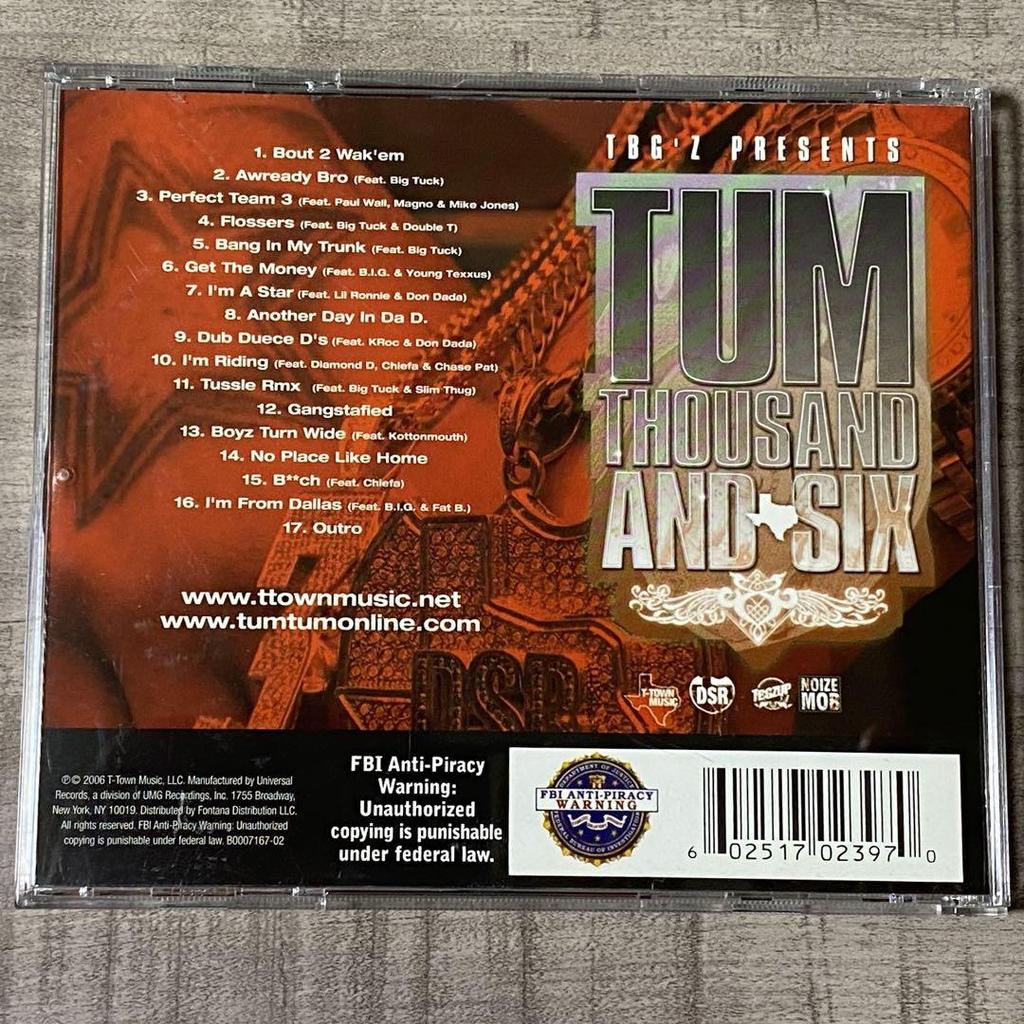 1. Bout 2 Wak'em
2. Awready Bro (Feat. Big Tuck)
3. Perfect Team 3 (Feat. Paul Wall, Magno & Mike Jones)
4. Flossers (Feat. Big Tuck & Double T)
5. Bang In My Trunk (Feat. Big Tuck)
6. Get The Money (Feat. B.I.G. & Young Texxus)
7. I'm A Star (Feat. Lil Ronnie & Don Dada)
8. Another Day In Da D.
9. Dub Duece D's (Feat. KRoc & Don Dada)
10. I'm Riding (Feat. Diamond D, Chiefa & Chase Pat)
11. Tussle Rmx (Feat. Big Tuck & Slim Thug)
12. Gangstafied
13. Boyz Turn Wide (Feat. Kottonmouth)
14. No Place Like Home
15. B**ch (Feat. Chiefa)
16. I'm From Dallas (Feat. B.I.G. & Fat B.)
17. Outro
www.ttownmusic.net
www.tumtumonline.com
DSR
TBG'Z PRESENTS
TUM
THOUSAND
AND SIX
T-TOWN
MUSIC
DSR
TEGZUP
NOIZE
MOB
℗© 2006 T-Town Music, LLC. Manufactured by Universal
Records, a division of UMG Recordings, Inc. 1755 Broadway,
New York, NY 10019. Distributed by Fontana Distribution LLC.
All rights reserved. FBI Anti-Piracy Warning: Unauthorized
copying is punishable under federal law. B0007167-02
FBI Anti-Piracy
Warning:
Unauthorized
copying is punishable
under federal law.
DEPARTMENT OF JUSTICE
FBI ANTI-PIRACY
WARNING
FEDERAL BUREAU OF INVESTIGATION
6 02517 02397 0